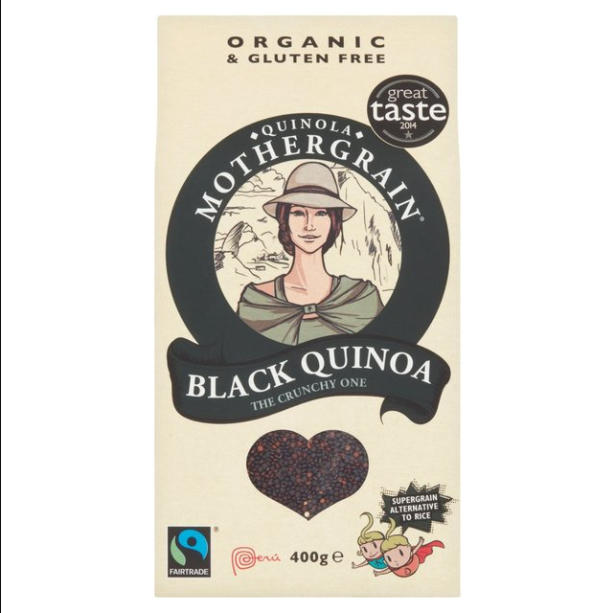 ORGANIC
& GLUTEN FREE
great
taste
2014
QUINOLA
MOTHERGRAIN®
BLACK QUINOA
THE CRUNCHY ONE
SUPERGRAIN
ALTERNATIVE
TO RICE
FAIRTRADE
®
Perú
400g ℮